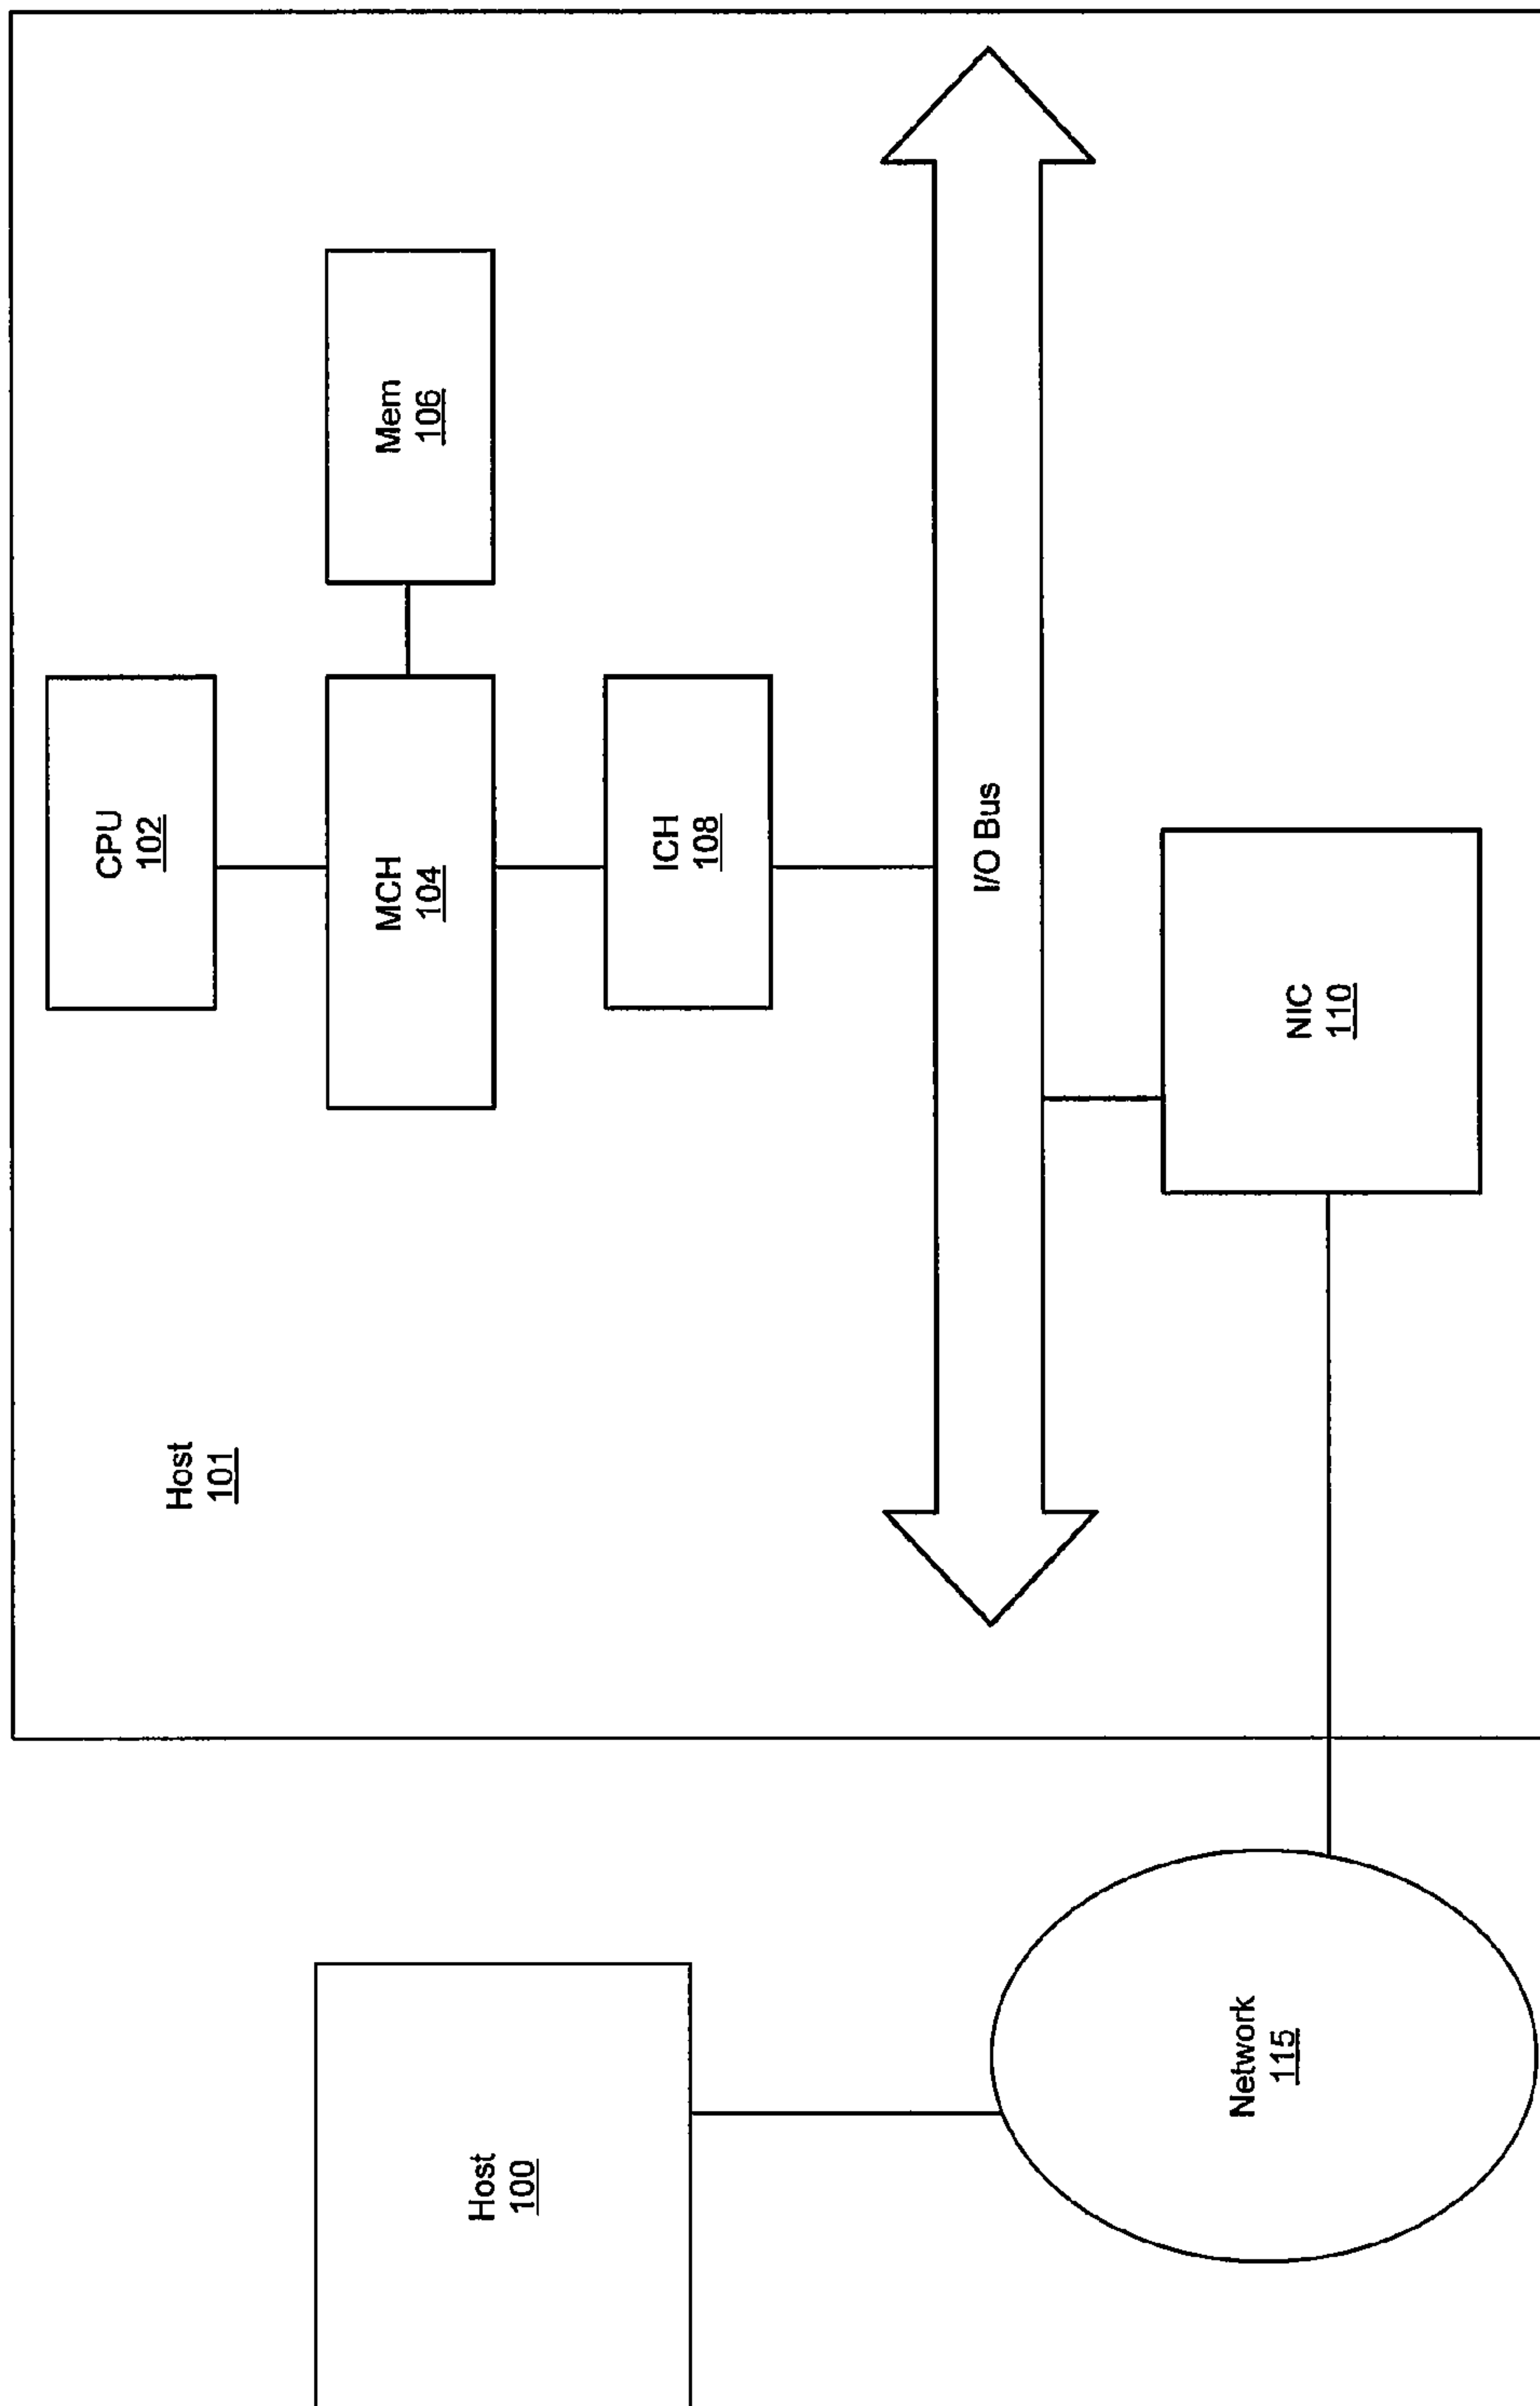 Host
101
CPU
102
MCH
104
Mem
106
ICH
108
I/O Bus
NIC
110
Host
100
Network
115